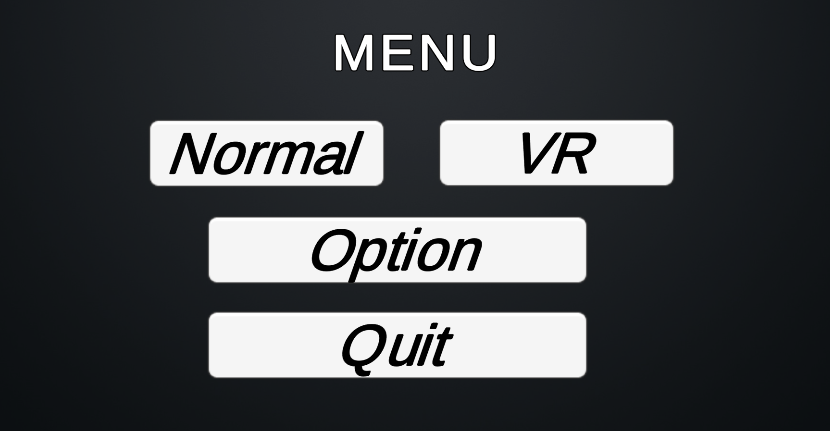 MENU
Normal VR
Option
Quit